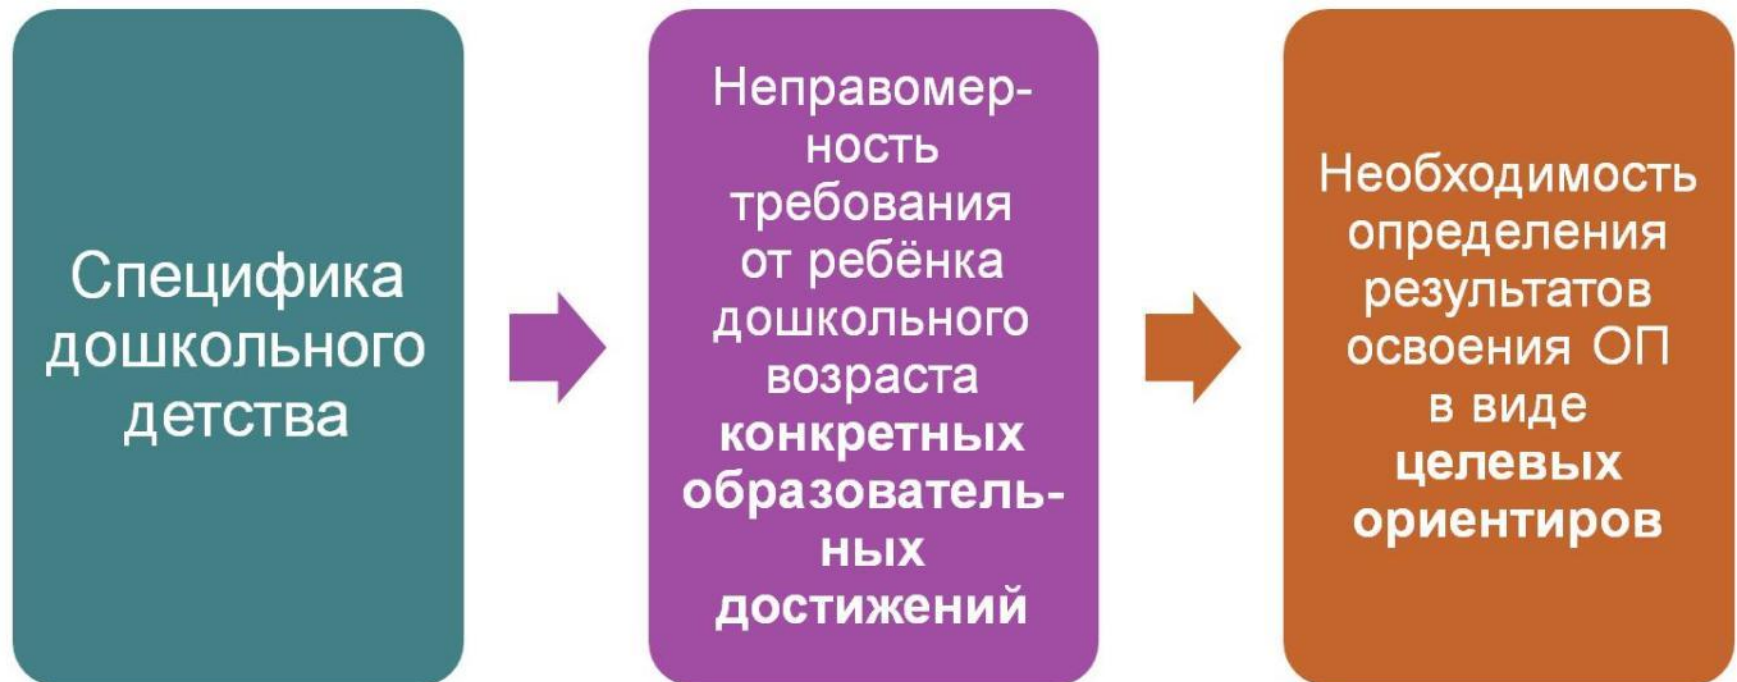 Специфика
дошкольного
детства
Неправомер-
ность
требования
от ребёнка
дошкольного
возраста
конкретных
образователь-
ных
достижений
Необходимость
определения
результатов
освоения ОП
в виде
целевых
ориентиров